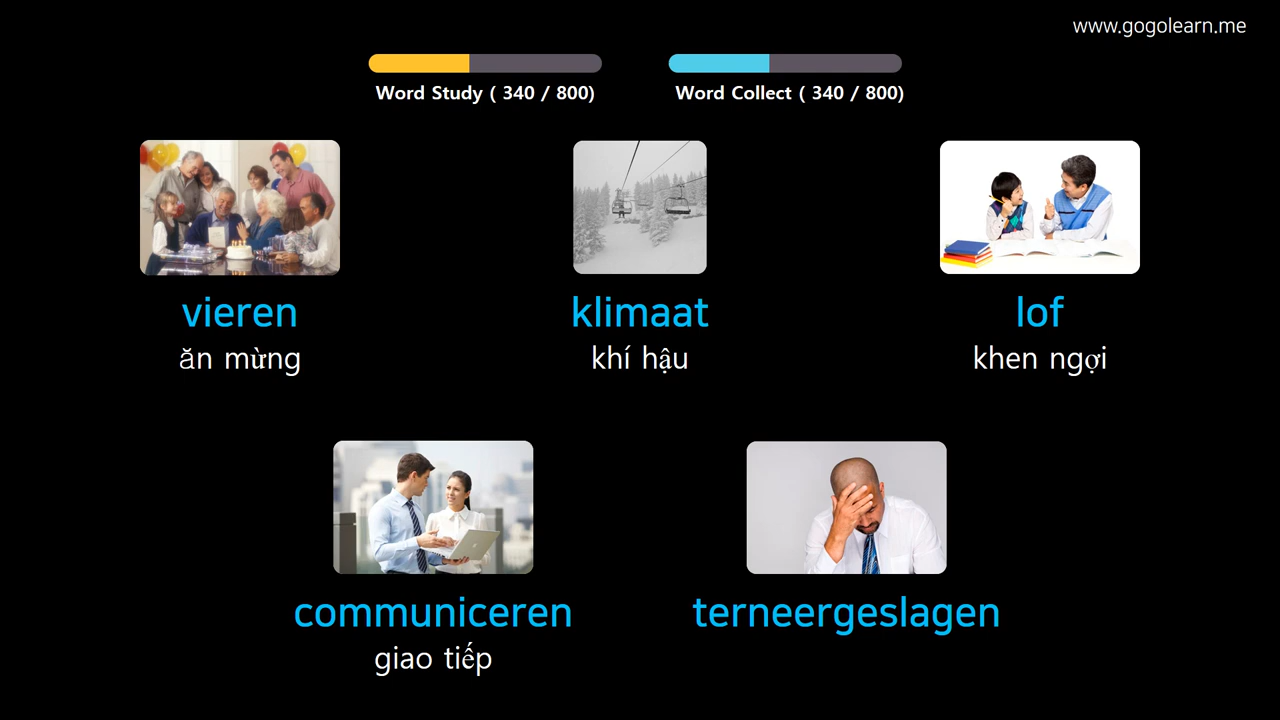 www.gogolearn.me
Word Study ( 340 / 800)
Word Collect ( 340 / 800)
vieren
ăn mừng
klimaat
khí hậu
lof
khen ngợi
communiceren
giao tiếp
terneergeslagen